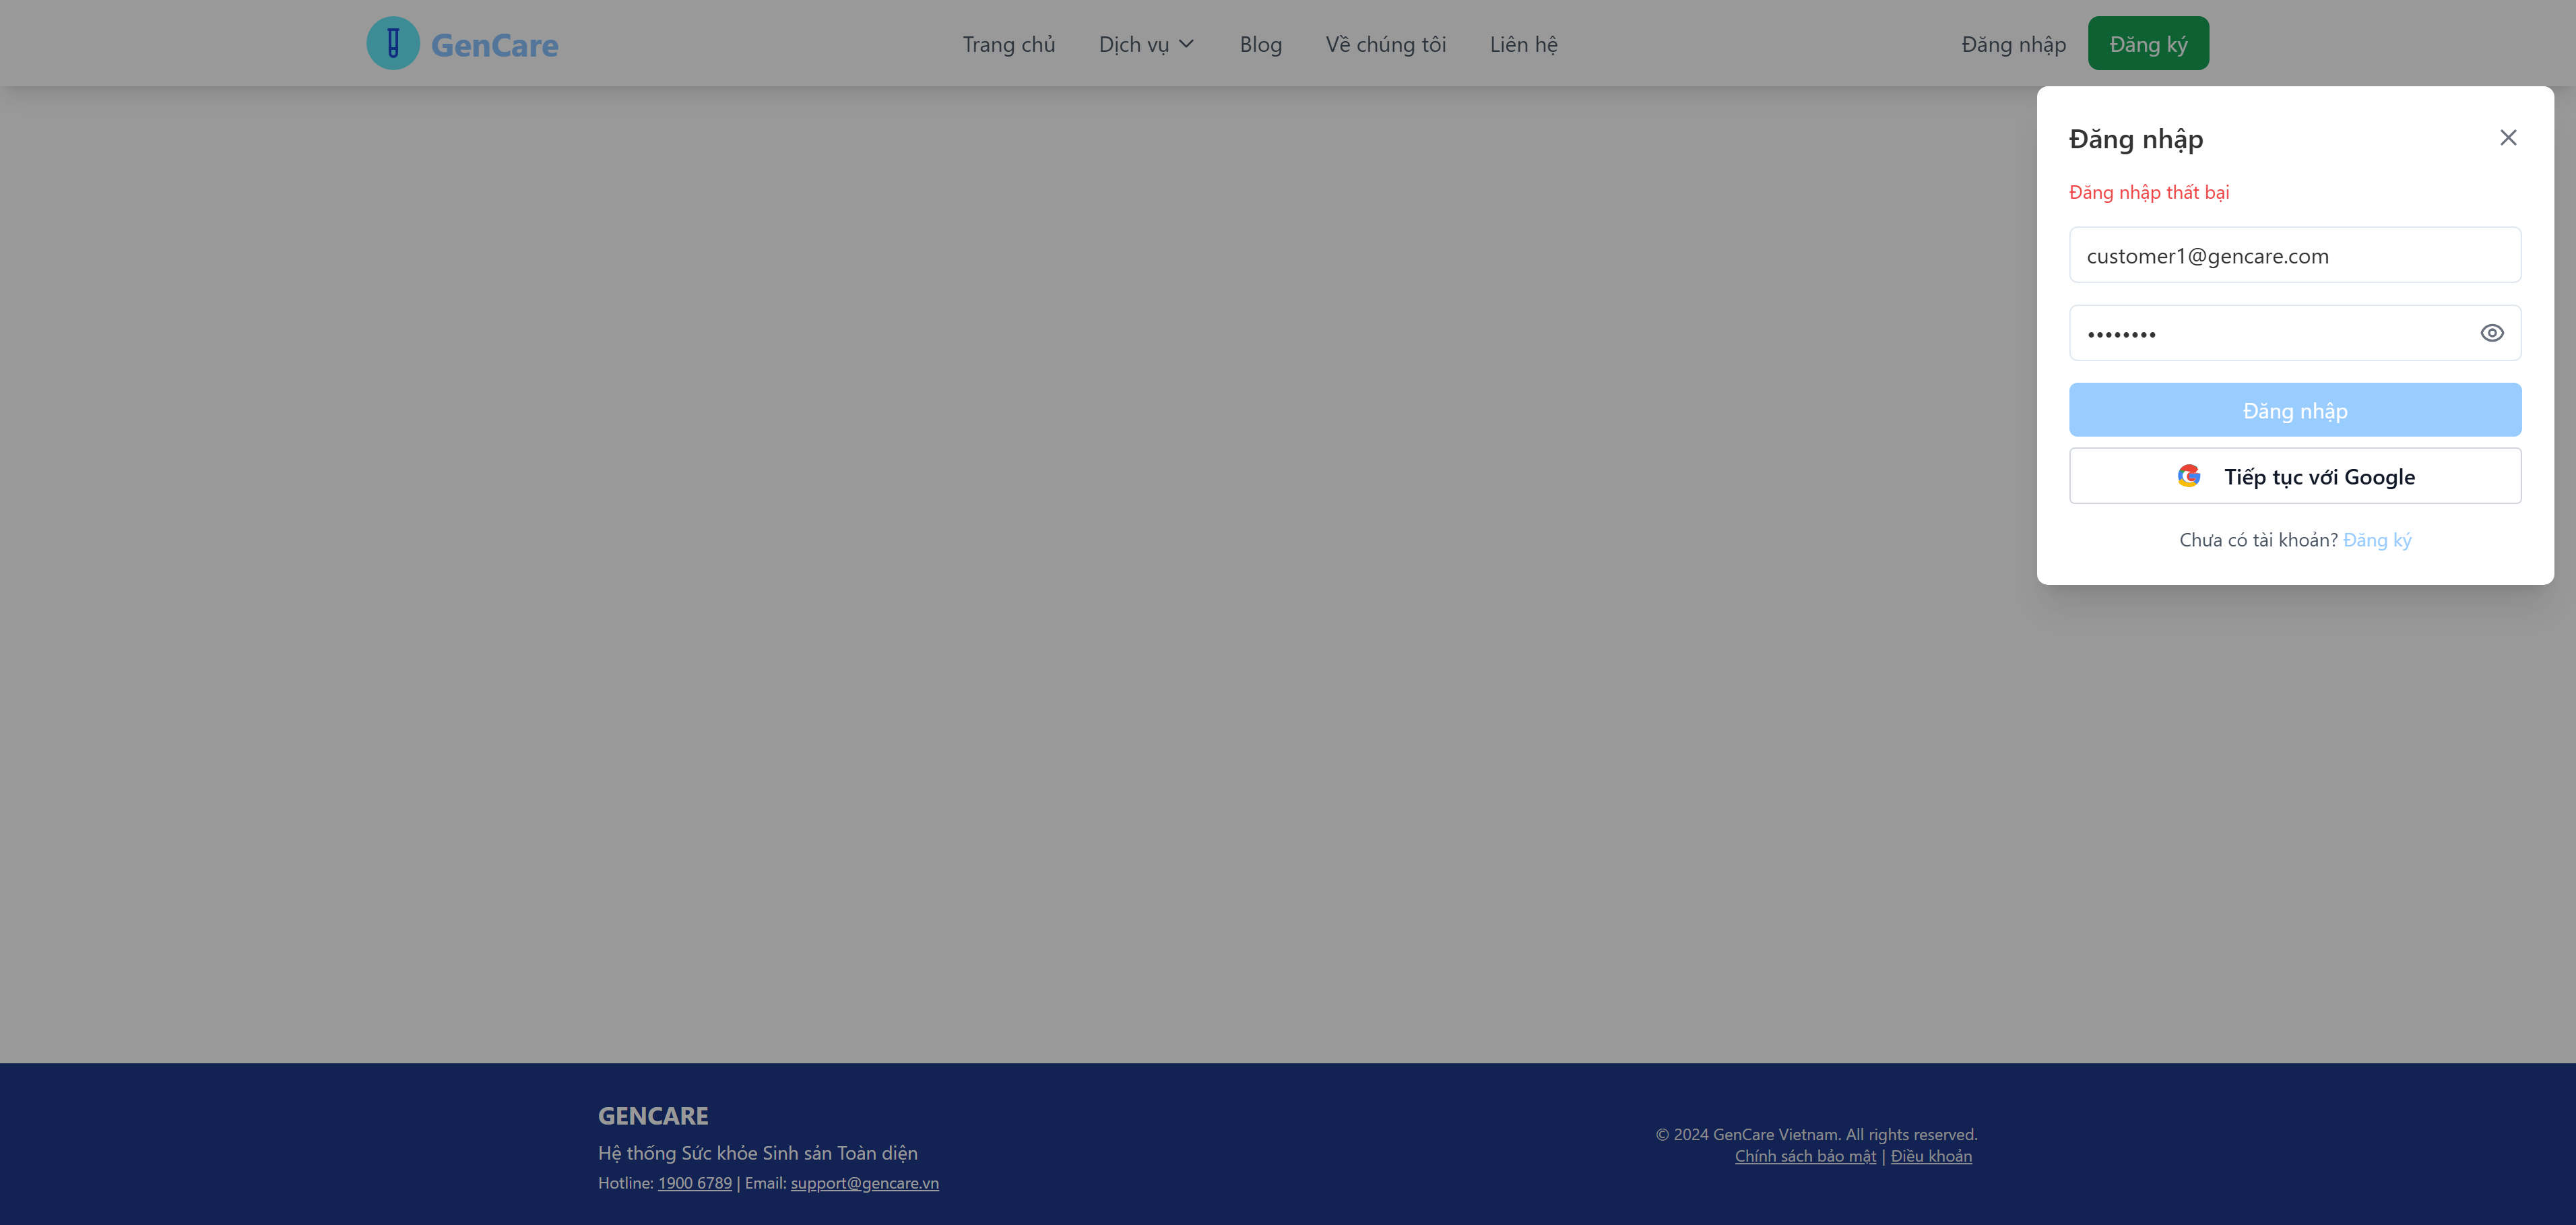 GenCare
Trang chủ Dịch vụ Blog Về chúng tôi Liên hệ
Đăng nhập Đăng ký
Đăng nhập
Đăng nhập thất bại
customer1@gencare.com
••••••••
Đăng nhập
Tiếp tục với Google
Chưa có tài khoản? Đăng ký
GENCARE
Hệ thống Sức khỏe Sinh sản Toàn diện
Hotline: 1900 6789 | Email: support@gencare.vn
© 2024 GenCare Vietnam. All rights reserved.
Chính sách bảo mật | Điều khoản